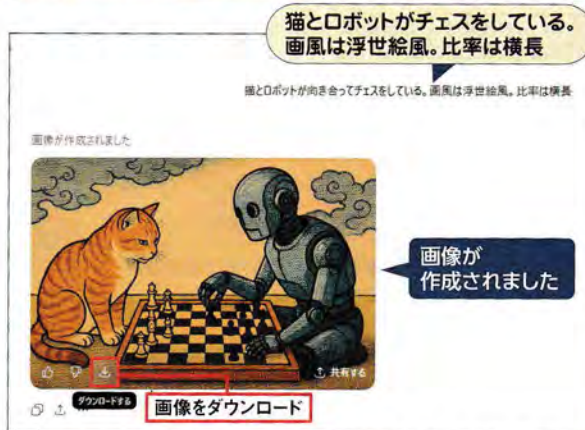 猫とロボットがチェスをしている。
画風は浮世絵風。比率は横長
猫とロボットが向き合ってチェスをしている。画風は浮世絵風。比率は横長
画像が作成されました
画像が
作成されました
共有する
ダウンロードする
画像をダウンロード